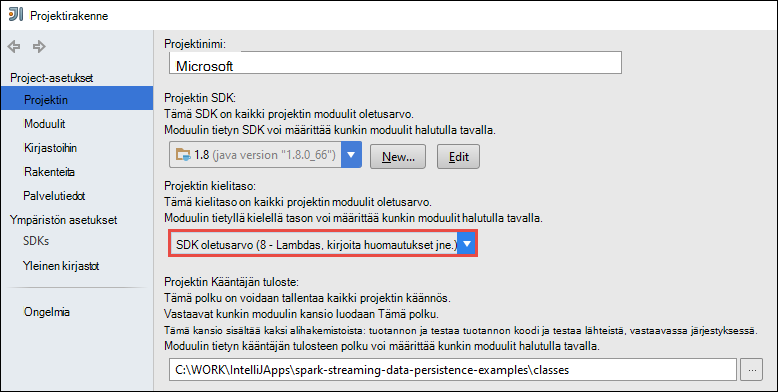 Projektirakenne
Project-asetukset
Projektin
Moduulit
Kirjastoihin
Rakenteita
Palvelutiedot
Ympäristön asetukset
SDKs
Yleinen kirjastot
Ongelmia
Projektinimi:
Microsoft
Projektin SDK:
Tämä SDK on kaikki projektin moduulit oletusarvo.
Moduulin tietyn SDK voi määrittää kunkin moduulit halutulla tavalla.
1.8 (java version "1.8.0_66")
New...
Edit
Projektin kielitaso:
Tämä kielitaso on kaikki projektin moduulit oletusarvo.
Moduulin tietyllä kielellä tason voi määrittää kunkin moduulit halutulla tavalla.
SDK oletusarvo (8 - Lambdas, kirjoita huomautukset jne.)
Projektin Kääntäjän tuloste:
Tämä polku on voidaan tallentaa kaikki projektin käännös.
Vastaavat kunkin moduulin kansio luodaan Tämä polku.
Tämä kansio sisältää kaksi alihakemistoista: tuotannon ja testaa tuotannon koodi ja testaa lähteistä, vastaavassa järjestyksessä.
Moduulin tietyn kääntäjän tulosteen polku voi määrittää kunkin moduulit halutulla tavalla.
C:\WORK\IntelliJApps\spark-streaming-data-persistence-examples\classes
...